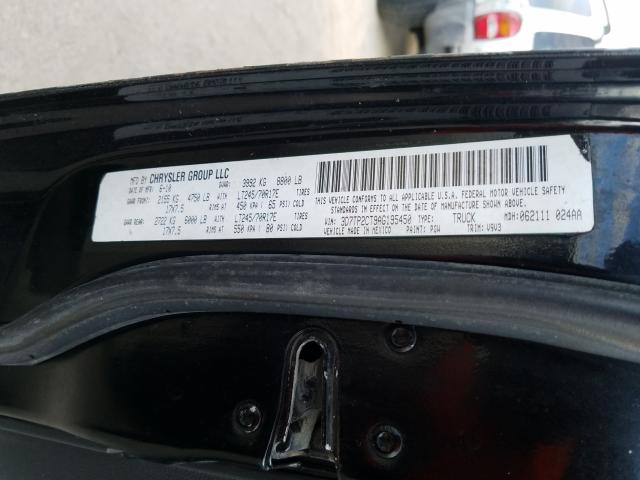 MFD BY CHRYSLER GROUP LLC
DATE OF MFR 6-10 GVWR: 3992 KG 8800 LB
GAWR FRONT: 2155 KG 4750 LB LT245/70R17E TIRES
17X7.5 RIMS AT 450 KPA / 65 PSI COLD
GAWR REAR: 2722 KG 6000 LB LT245/70R17E TIRES
17X7.5 RIMS AT 550 KPA / 80 PSI COLD
THIS VEHICLE CONFORMS TO ALL APPLICABLE U.S.A. FEDERAL MOTOR VEHICLE SAFETY
STANDARDS IN EFFECT ON THE DATE OF MANUFACTURE SHOWN ABOVE.
VIN: 3D7TP2CT9AG195450 TYPE: TRUCK MDH: 062111 024AA
VEHICLE MADE IN MEXICO PAINT: PGW TRIM: V9V3